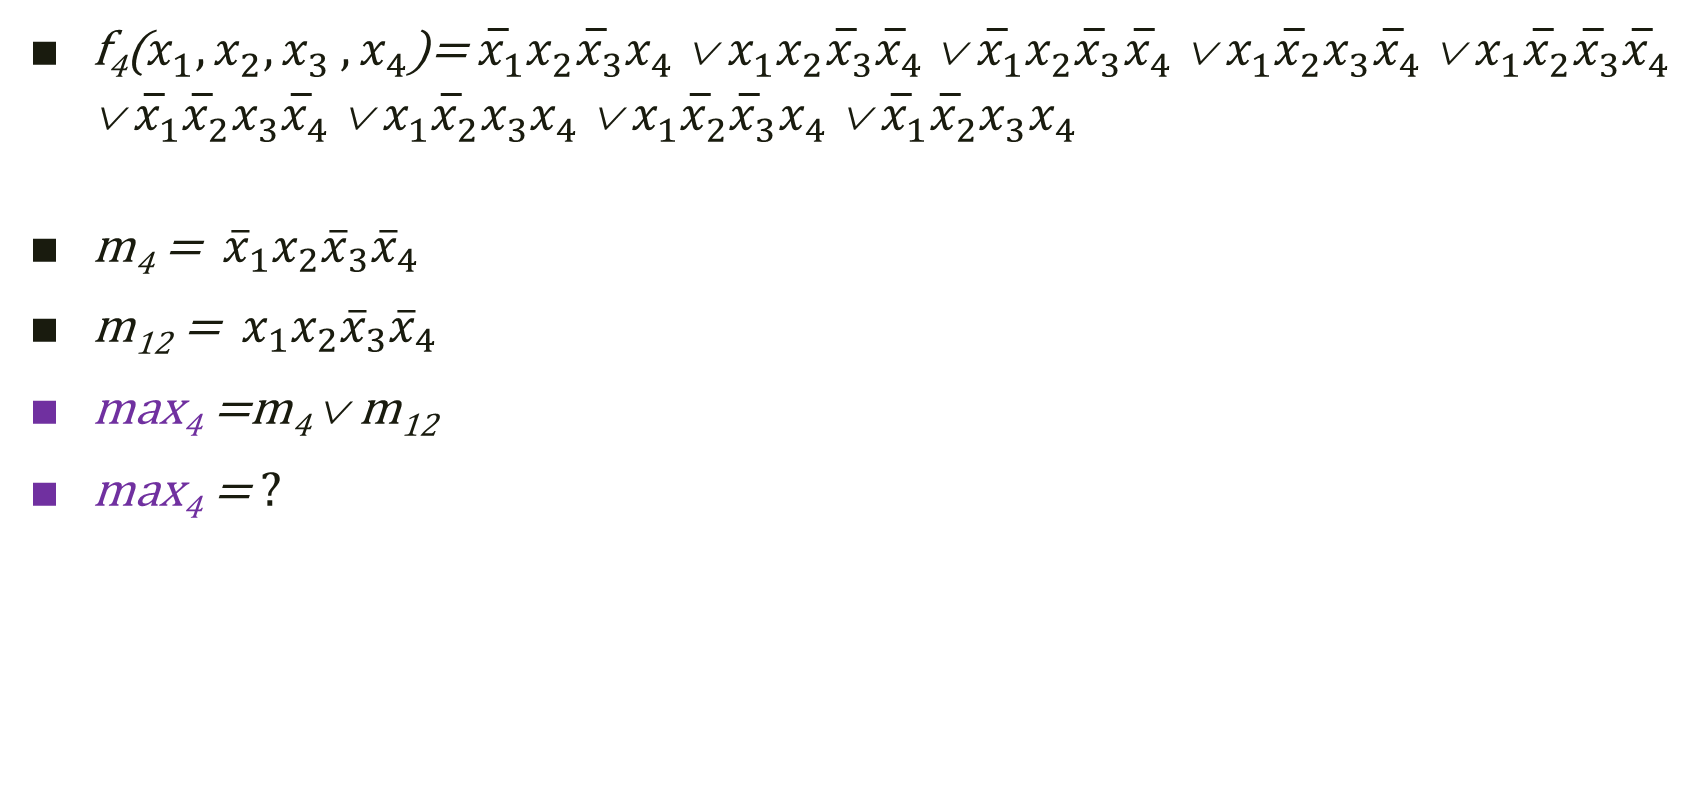 ■ f₄(x₁, x₂, x₃ , x₄)= x̄₁x₂x̄₃x₄ ∨ x₁x₂x̄₃x̄₄ ∨ x̄₁x₂x̄₃x̄₄ ∨ x₁x̄₂x₃x̄₄ ∨ x₁x̄₂x̄₃x̄₄
∨ x̄₁x̄₂x₃x̄₄ ∨ x₁x̄₂x₃x₄ ∨ x₁x̄₂x̄₃x₄ ∨ x̄₁x̄₂x₃x₄
■ m₄ = x̄₁x₂x̄₃x̄₄
■ m₁₂ = x₁x₂x̄₃x̄₄
■ max₄ =m₄ ∨ m₁₂
■ max₄ = ?